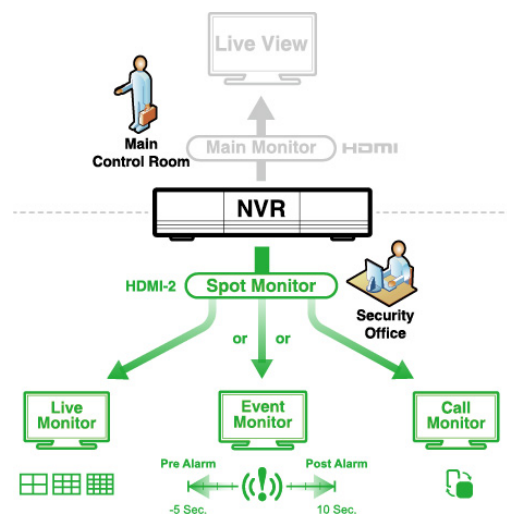 Live View
Main
Control Room
Main Monitor
HDMI
NVR
HDMI-2
Spot Monitor
Security
Office
or or
Live
Monitor
Event
Monitor
Call
Monitor
Pre Alarm
Post Alarm
-5 Sec.
10 Sec.